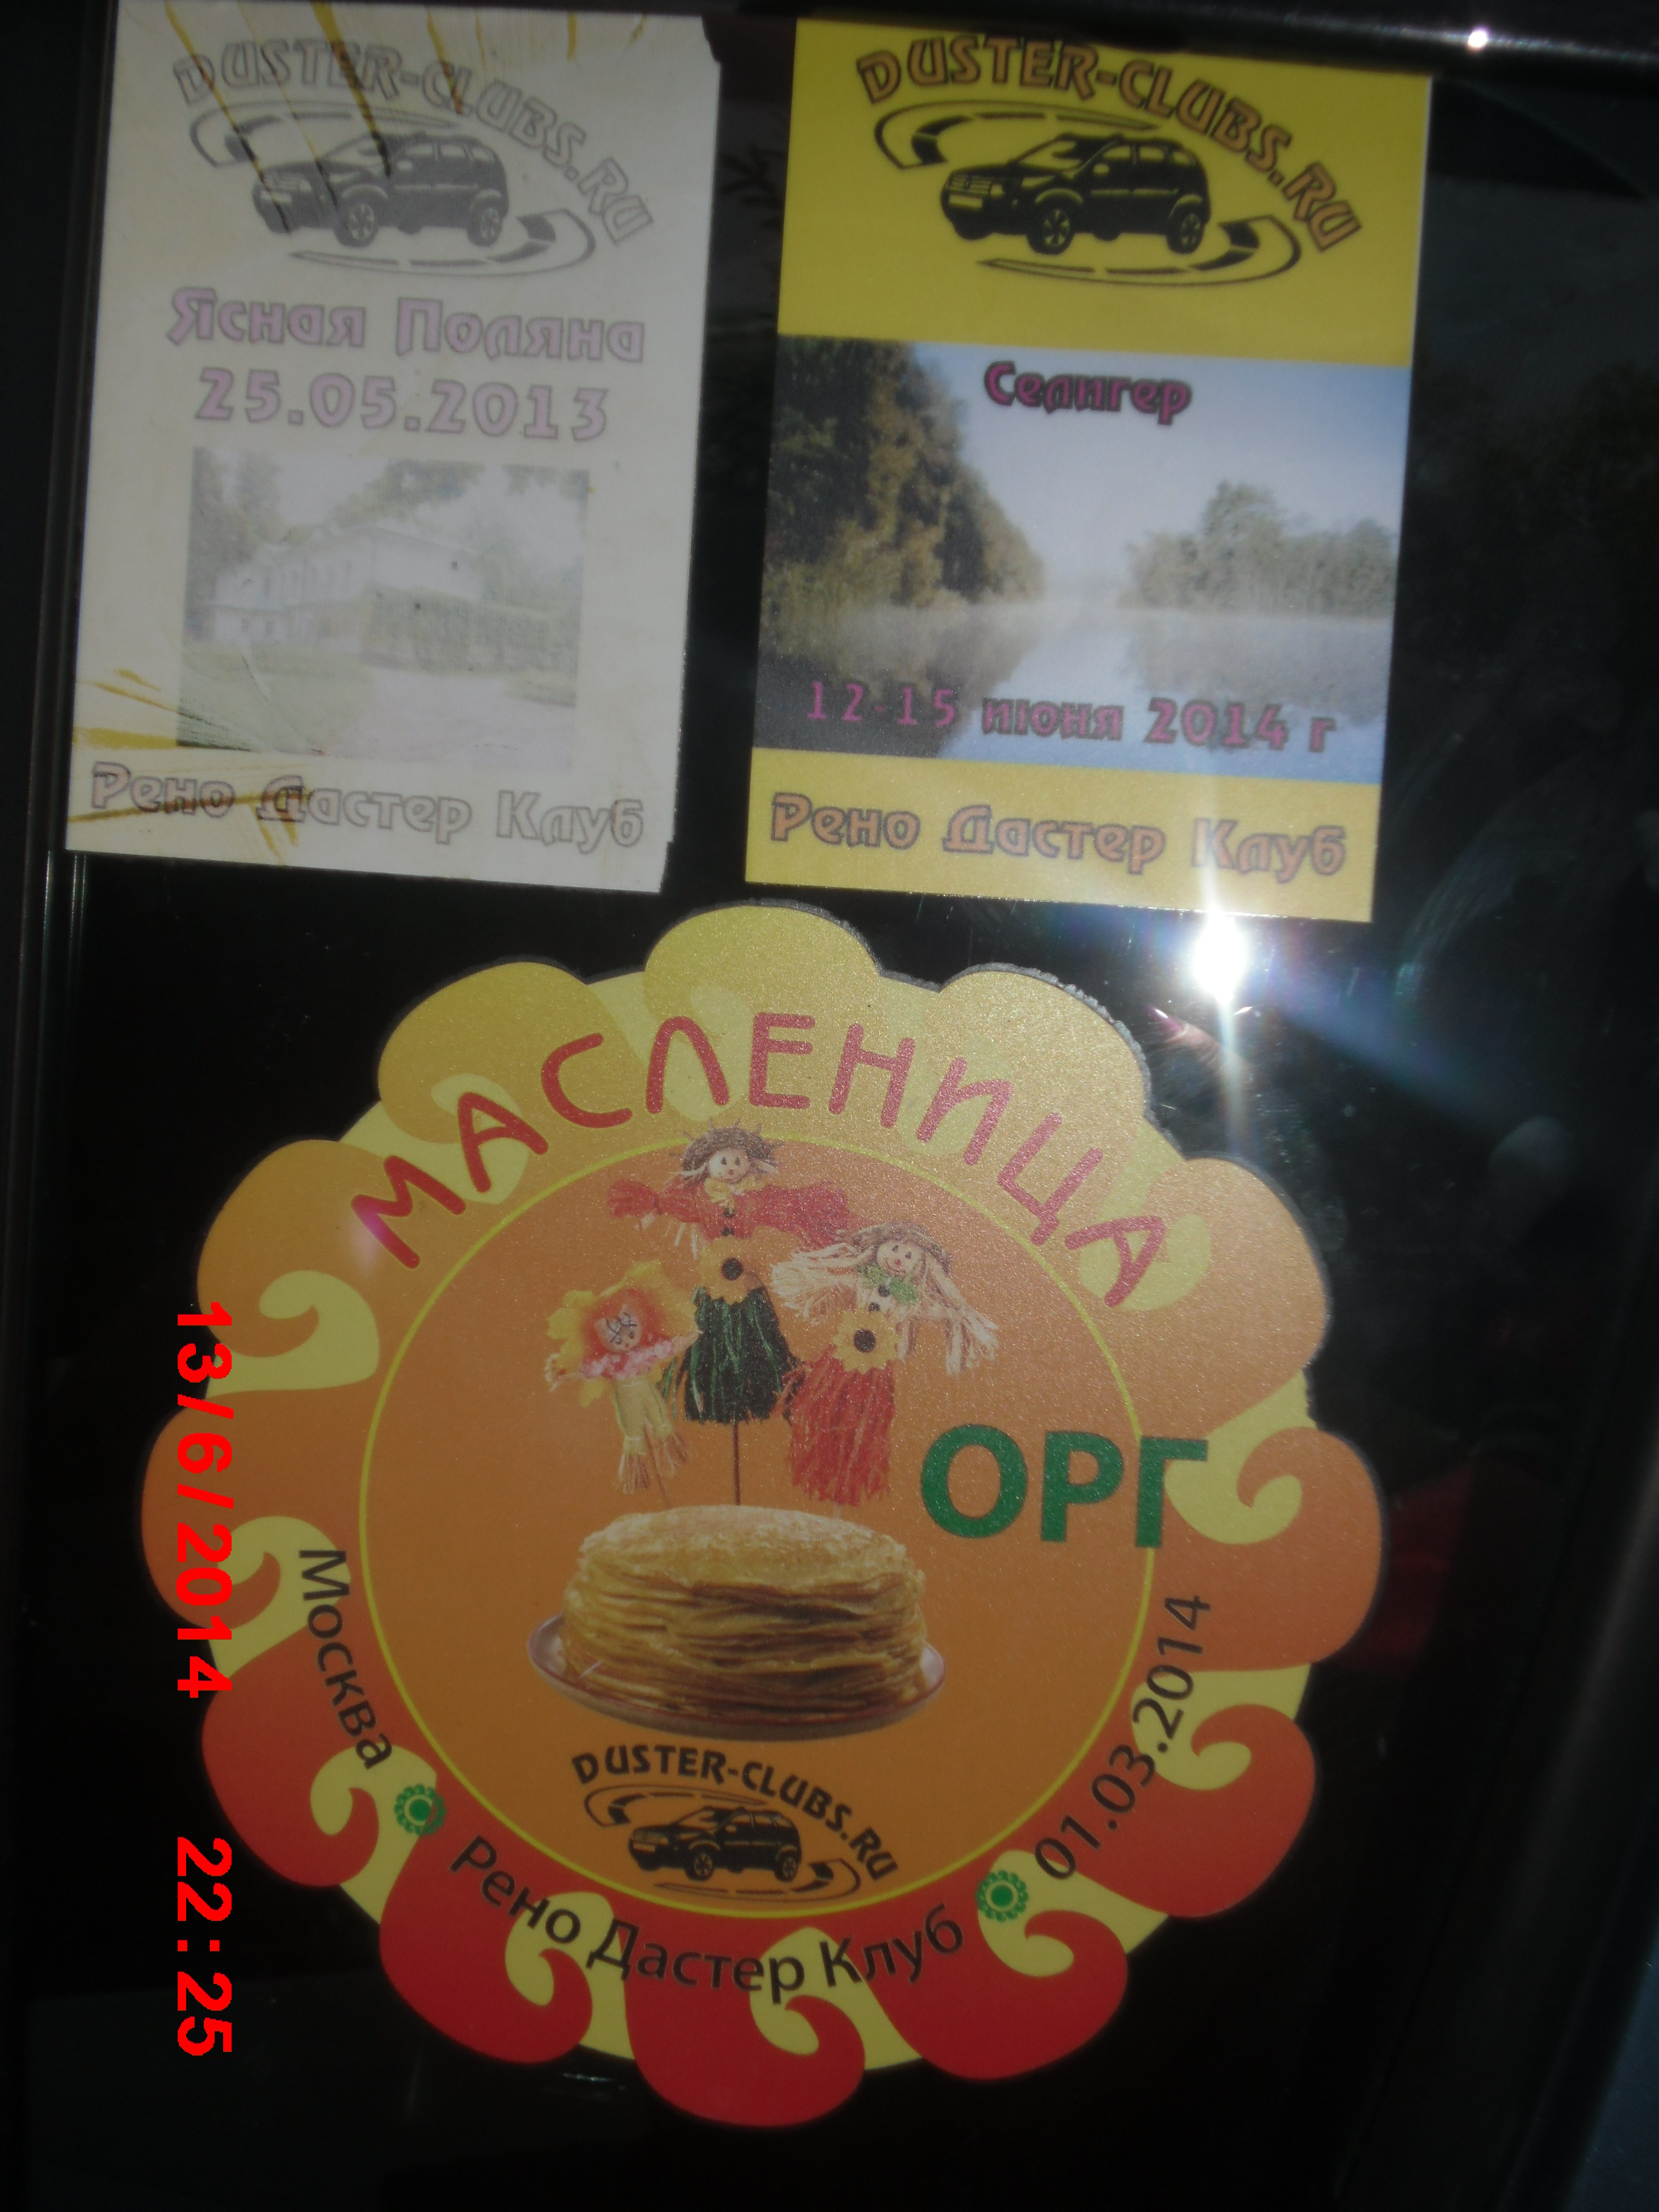 DUSTER-CLUBS.RU
Ясная Поляна
25.05.2013
Рено Дастер Клуб
DUSTER-CLUBS.RU
Селигер
12-15 июня 2014 г
Рено Дастер Клуб
МАСЛЕНИЦА
ОРГ
DUSTER-CLUBS.RU
Москва
Рено Дастер Клуб
01.03.2014
13/6/2014 22:25